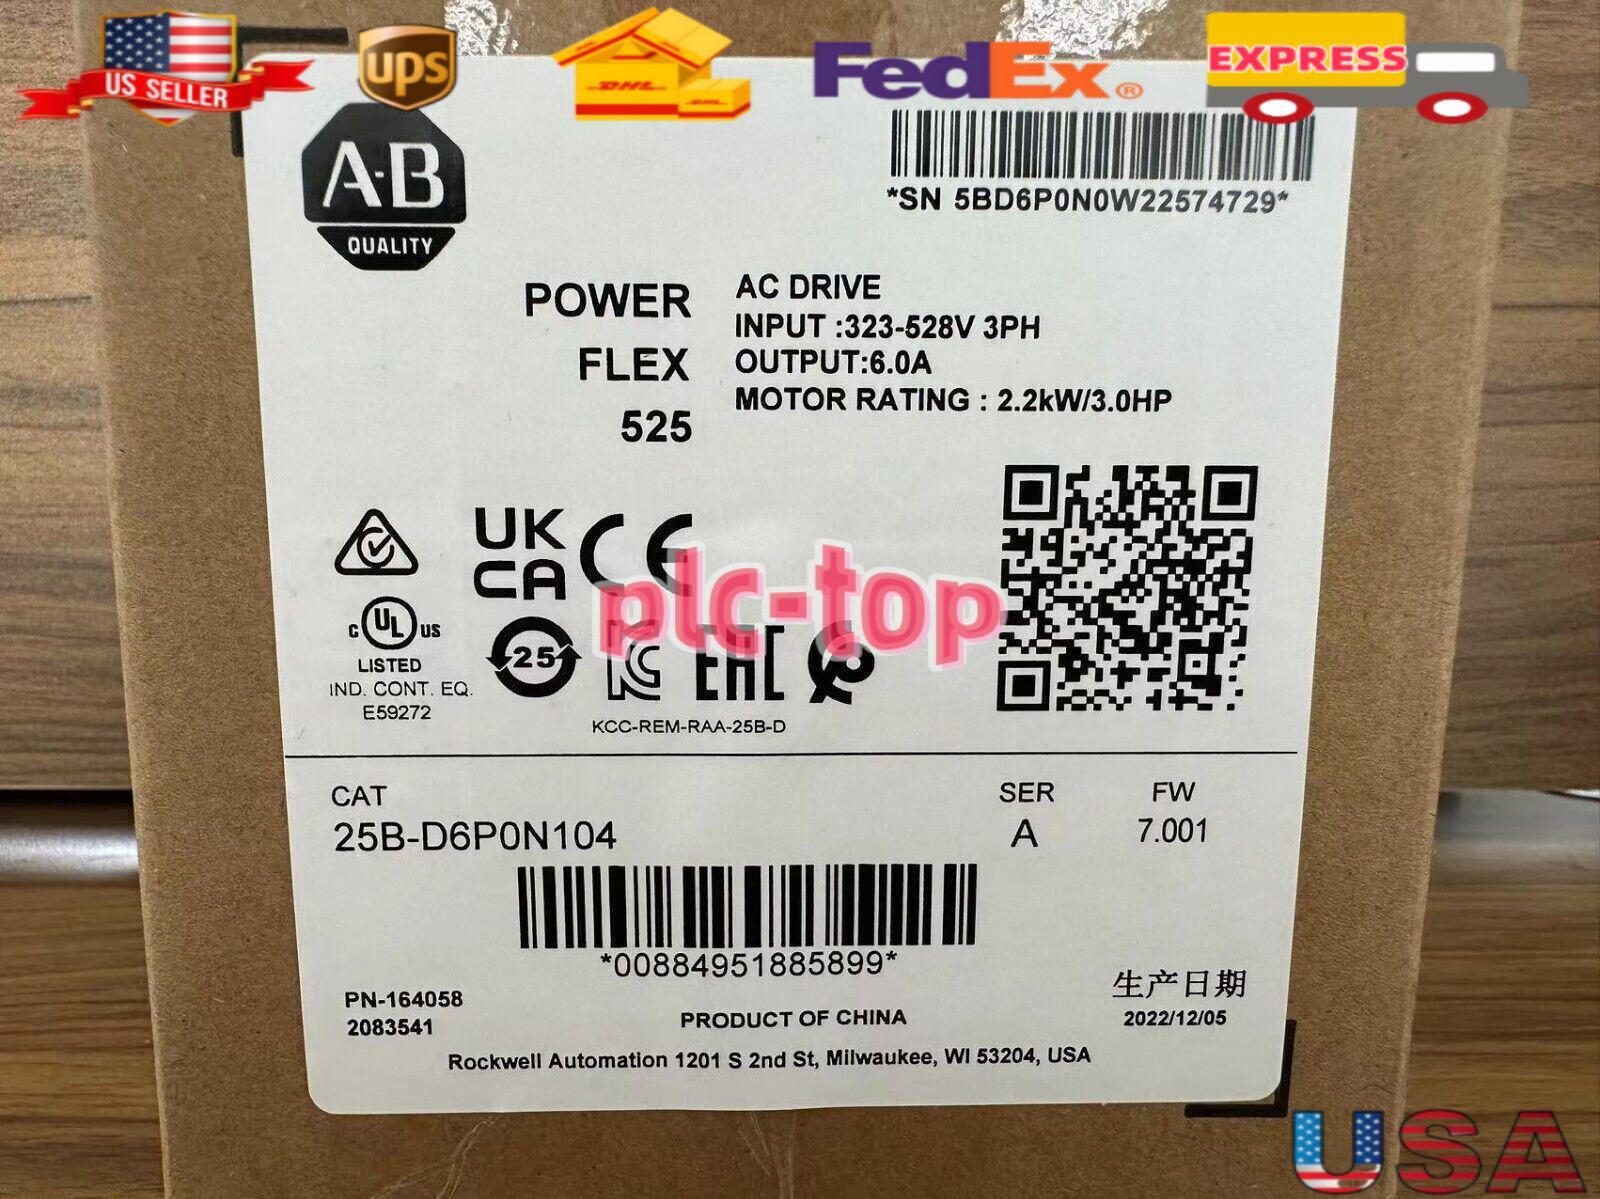 US SELLER
ups
DHL
DHL
FedEx®
EXPRESS
A-B
QUALITY
*SN 5BD6P0N0W22574729*
POWER
FLEX
525
AC DRIVE
INPUT :323-528V 3PH
OUTPUT:6.0A
MOTOR RATING : 2.2kW/3.0HP
UK
CA
CE
plc-top
C UL US
LISTED
IND. CONT. EQ.
E59272
25
KC
EAC
KCC-REM-RAA-25B-D
CAT
25B-D6P0N104
SER
A
FW
7.001
*00884951885899*
PN-164058
2083541
PRODUCT OF CHINA
生产日期
2022/12/05
Rockwell Automation 1201 S 2nd St, Milwaukee, WI 53204, USA
USA